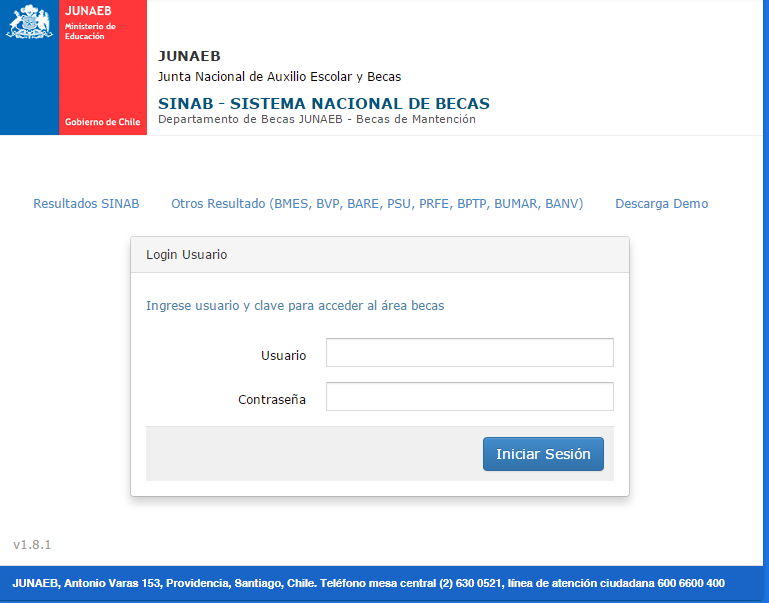 JUNAEB
Ministerio de
Educación
Gobierno de Chile
JUNAEB
Junta Nacional de Auxilio Escolar y Becas
SINAB - SISTEMA NACIONAL DE BECAS
Departamento de Becas JUNAEB - Becas de Mantención
Resultados SINAB Otros Resultado (BMES, BVP, BARE, PSU, PRFE, BPTP, BUMAR, BANV) Descarga Demo
Login Usuario
Ingrese usuario y clave para acceder al área becas
Usuario
Contraseña
Iniciar Sesión
v1.8.1
JUNAEB, Antonio Varas 153, Providencia, Santiago, Chile. Teléfono mesa central (2) 630 0521, línea de atención ciudadana 600 6600 400